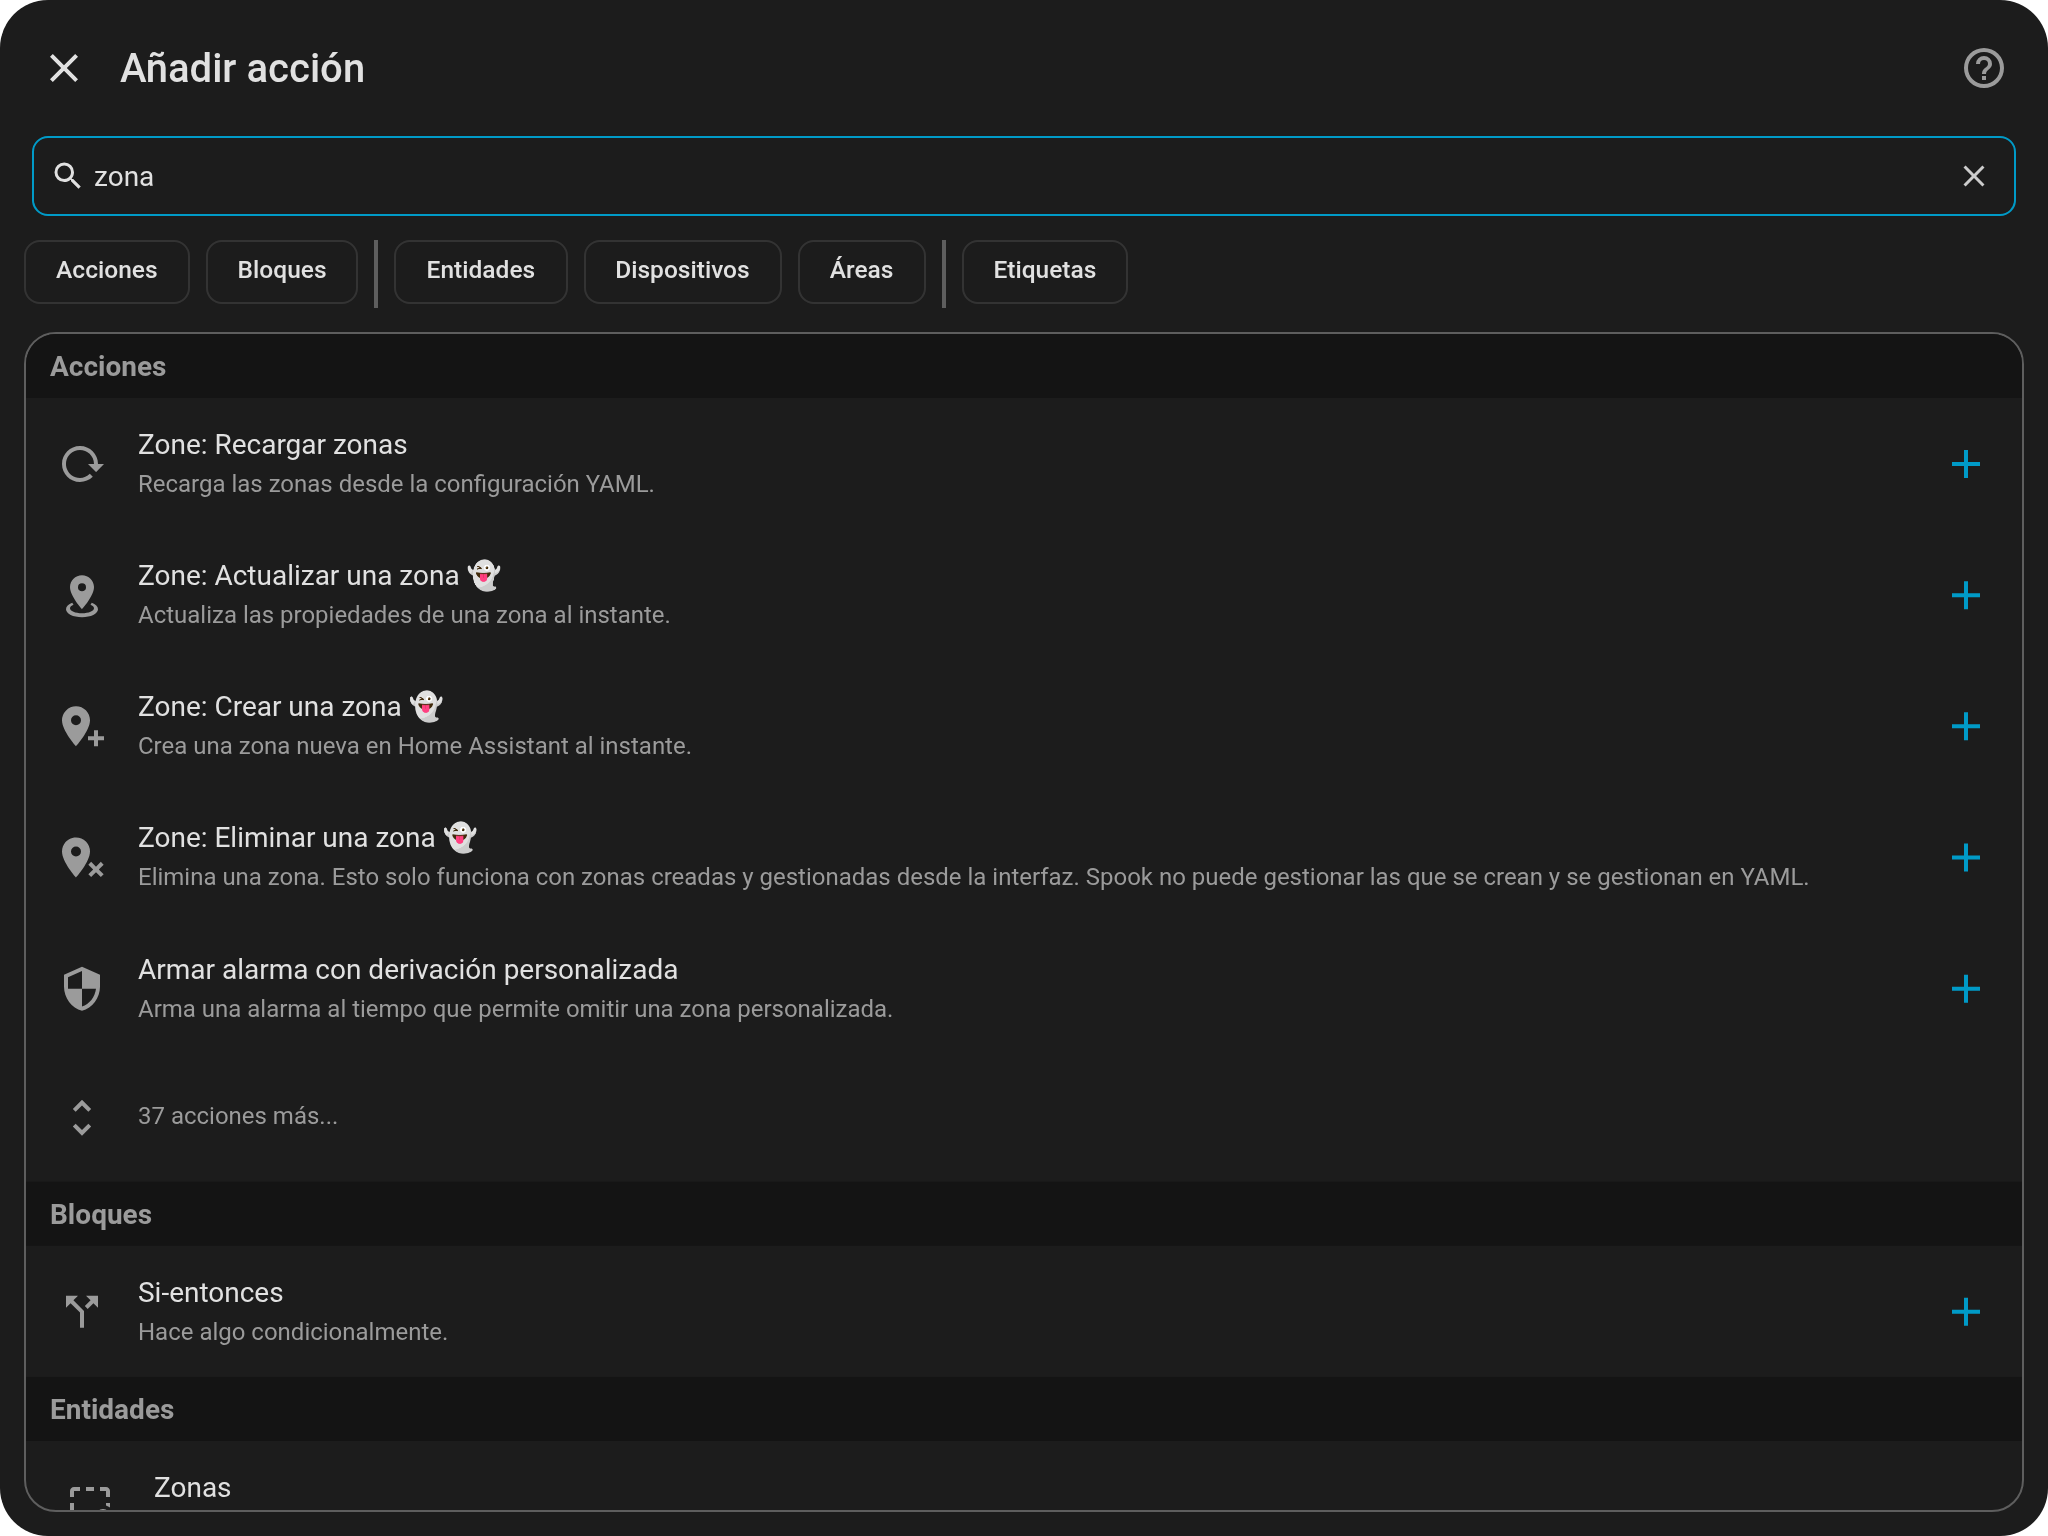 Añadir acción
zona
Acciones
Bloques
Entidades
Dispositivos
Áreas
Etiquetas
Acciones
Zone: Recargar zonas
Recarga las zonas desde la configuración YAML.
Zone: Actualizar una zona 👻
Actualiza las propiedades de una zona al instante.
Zone: Crear una zona 👻
Crea una zona nueva en Home Assistant al instante.
Zone: Eliminar una zona 👻
Elimina una zona. Esto solo funciona con zonas creadas y gestionadas desde la interfaz. Spook no puede gestionar las que se crean y se gestionan en YAML.
Armar alarma con derivación personalizada
Arma una alarma al tiempo que permite omitir una zona personalizada.
37 acciones más...
Bloques
Si-entonces
Hace algo condicionalmente.
Entidades
Zonas